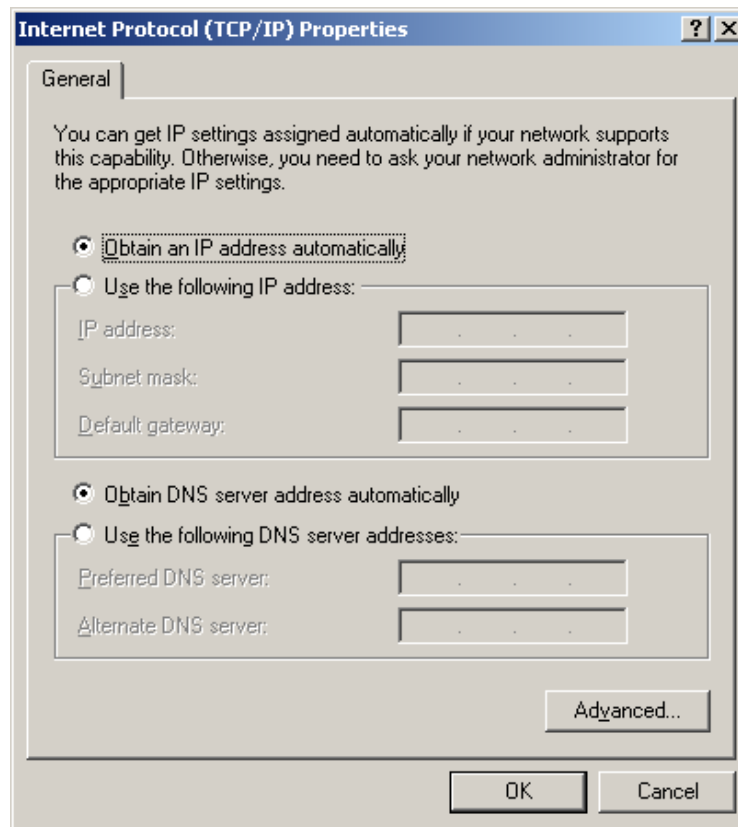 Internet Protocol (TCP/IP) Properties
General
You can get IP settings assigned automatically if your network supports
this capability. Otherwise, you need to ask your network administrator for
the appropriate IP settings.
Obtain an IP address automatically
Use the following IP address:
IP address:
Subnet mask:
Default gateway:
Obtain DNS server address automatically
Use the following DNS server addresses:
Preferred DNS server:
Alternate DNS server:
Advanced...
OK
Cancel